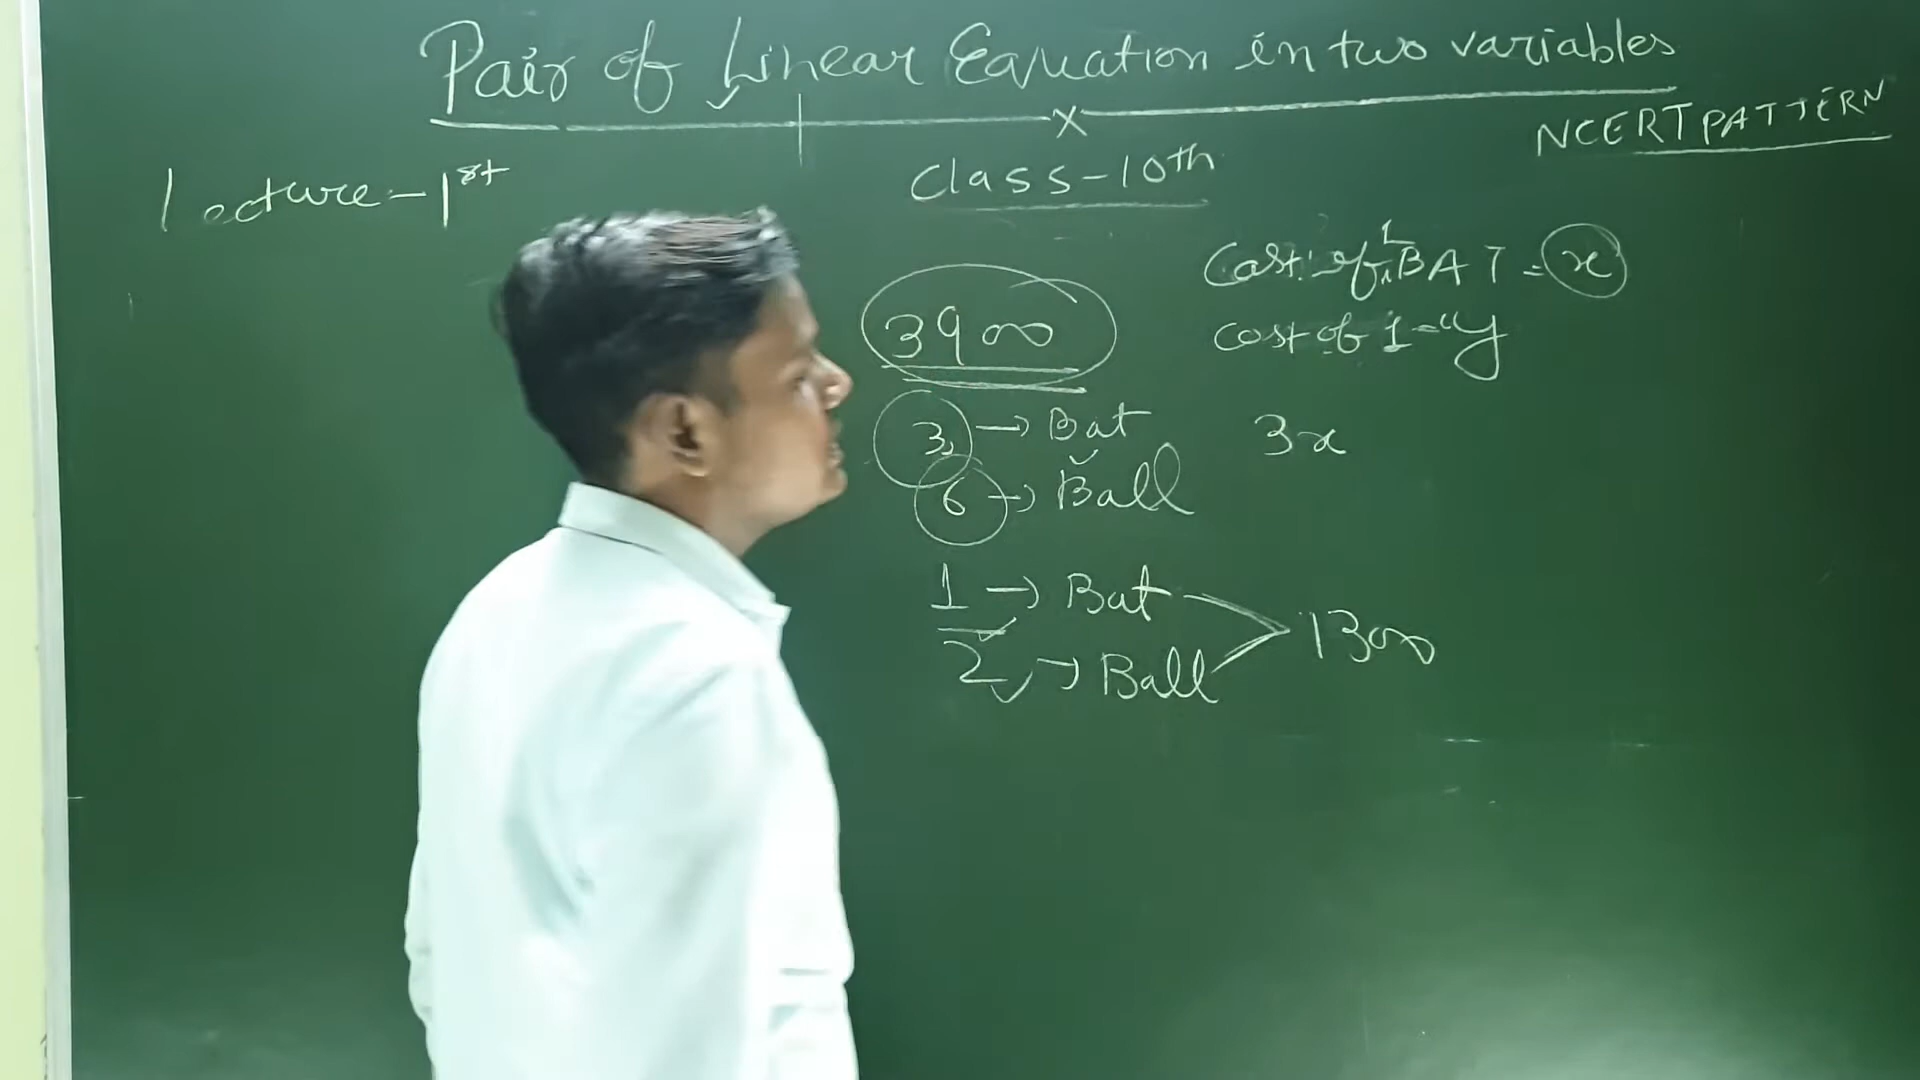 Pair of Linear Equation in two variables
x
NCERT PATTERN
Lecture - 1st
Class - 10th
Cost of 1 BAT = x
Cost of 1 - " y
3900
3 → Bat
3x
6 → Ball
1 → Bat
1300
2 → Ball